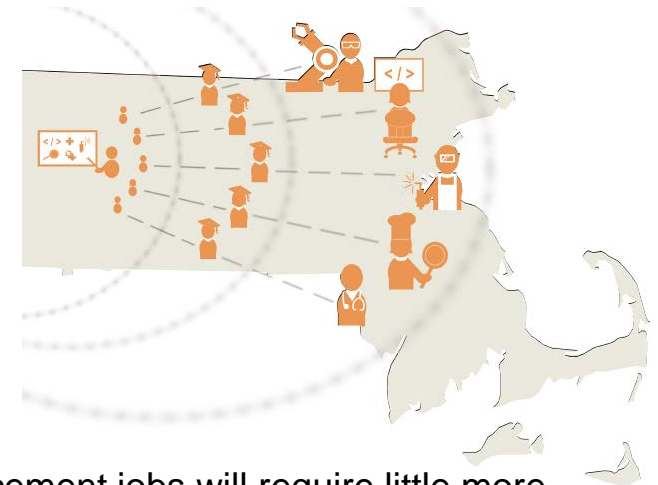 </>
</> +
ement jobs will require little more